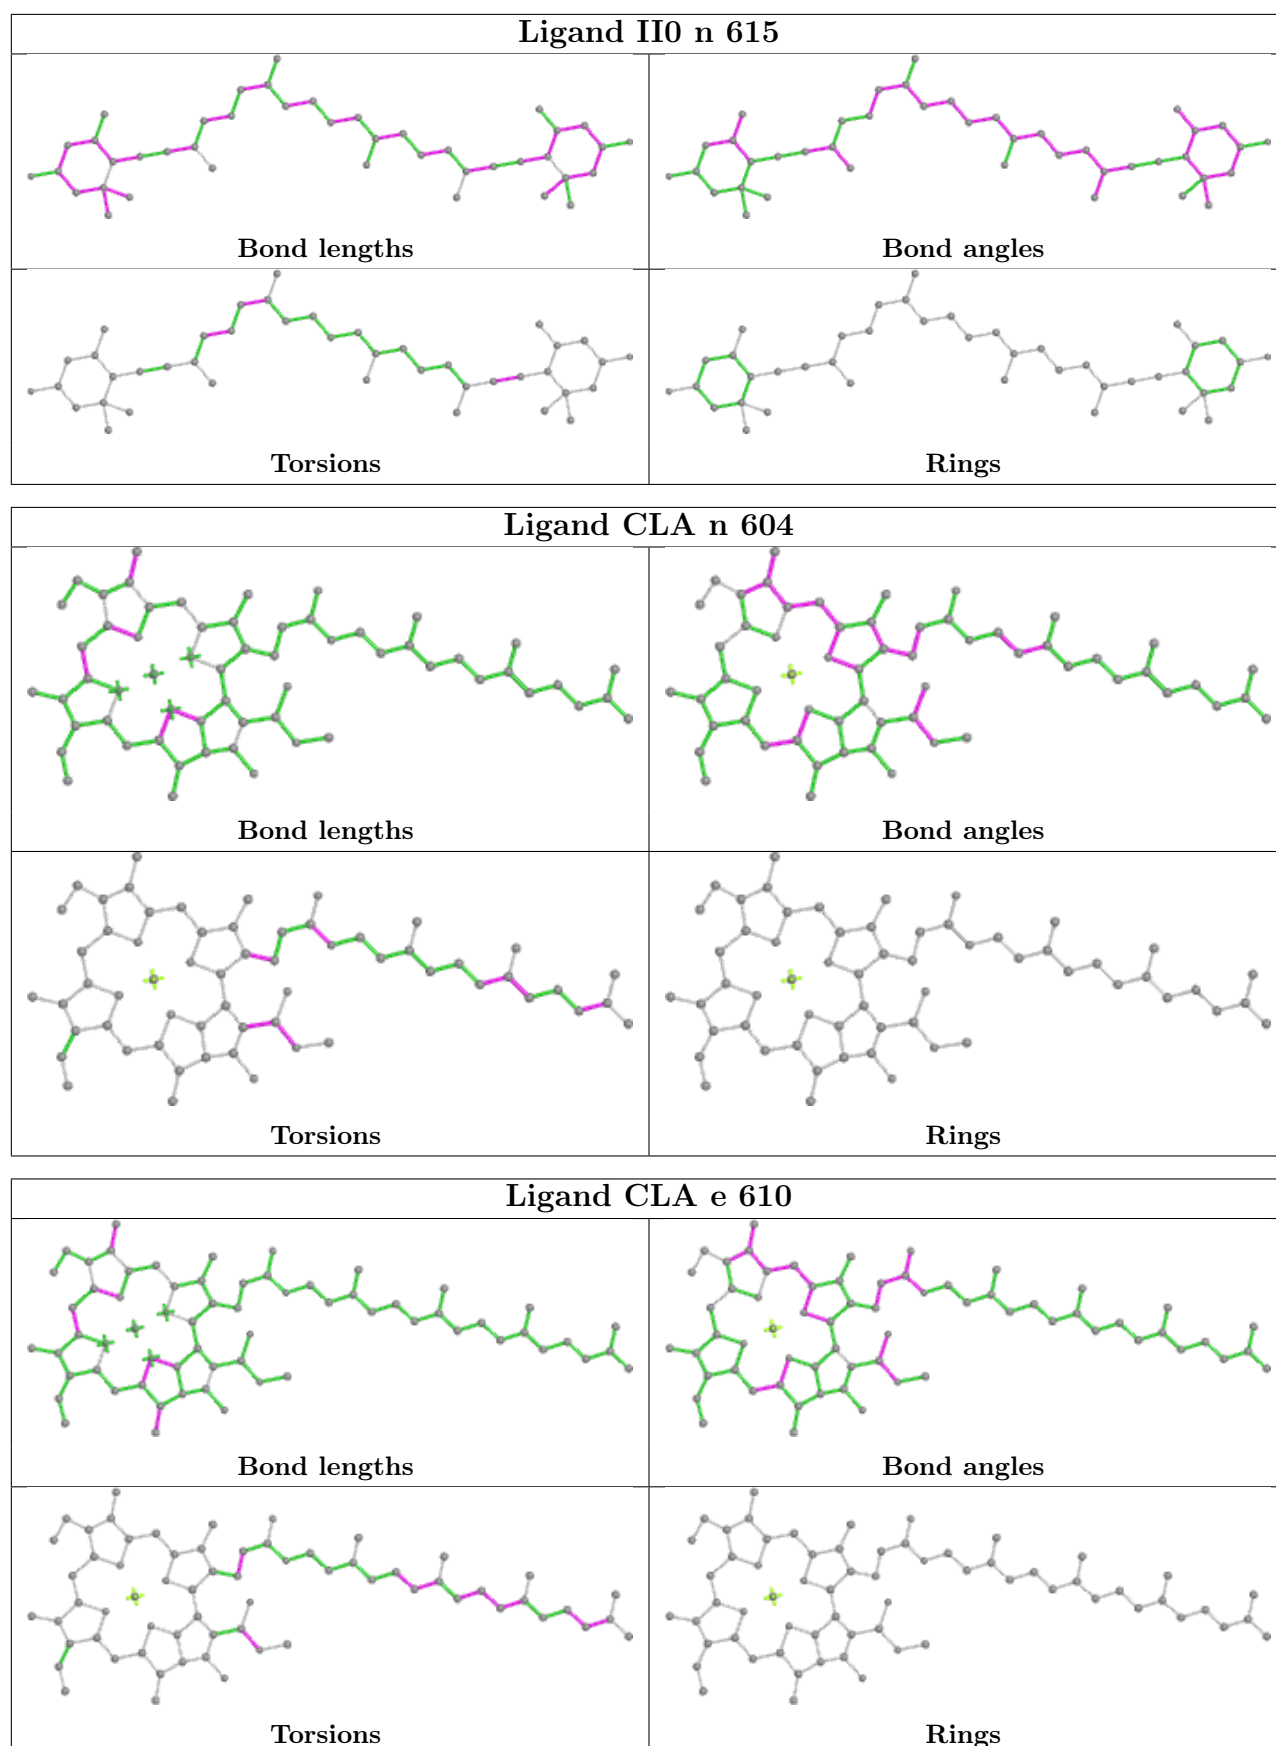 Ligand II0 n 615
Bond lengths
Bond angles
Torsions
Rings
Ligand CLA n 604
Bond lengths
Bond angles
Torsions
Rings
Ligand CLA e 610
Bond lengths
Bond angles
Torsions
Rings